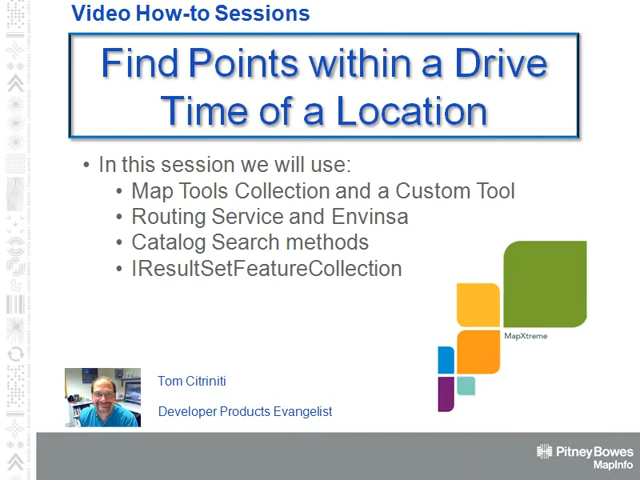 Video How-to Sessions
Find Points within a Drive
Time of a Location
• In this session we will use:
• Map Tools Collection and a Custom Tool
• Routing Service and Envinsa
• Catalog Search methods
• IResultSetFeatureCollection
MapXtreme
Tom Citriniti
Developer Products Evangelist
PitneyBowes
MapInfo